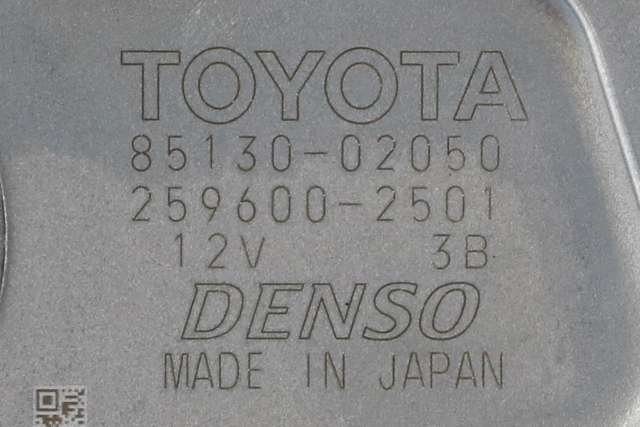 TOYOTA
85130-02050
259600-2501
12V 3B
DENSO
MADE IN JAPAN